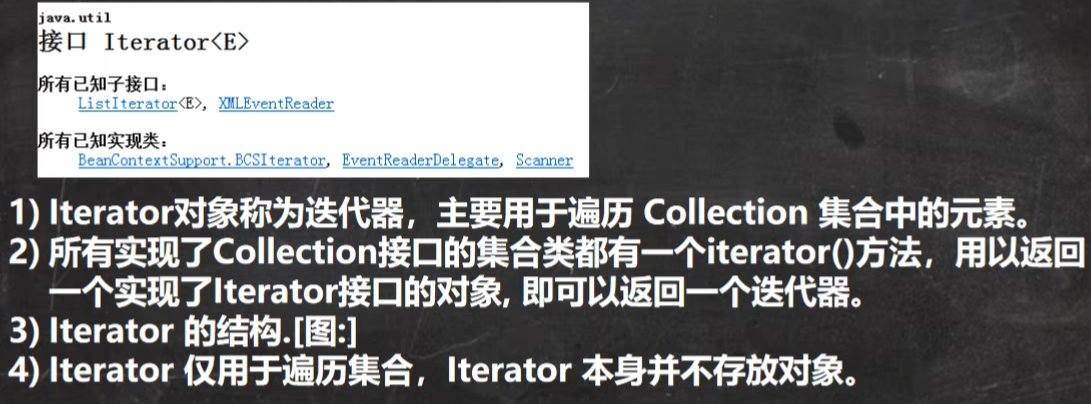 java.util
接口 Iterator<E>
所有已知子接口：
ListIterator<E>, XMLEventReader
所有已知实现类：
BeanContextSupport.BCSIterator, EventReaderDelegate, Scanner
1) Iterator对象称为迭代器，主要用于遍历 Collection 集合中的元素。
2) 所有实现了Collection接口的集合类都有一个iterator()方法，用以返回
一个实现了Iterator接口的对象, 即可以返回一个迭代器。
3) Iterator 的结构.[图:]
4) Iterator 仅用于遍历集合，Iterator 本身并不存放对象。